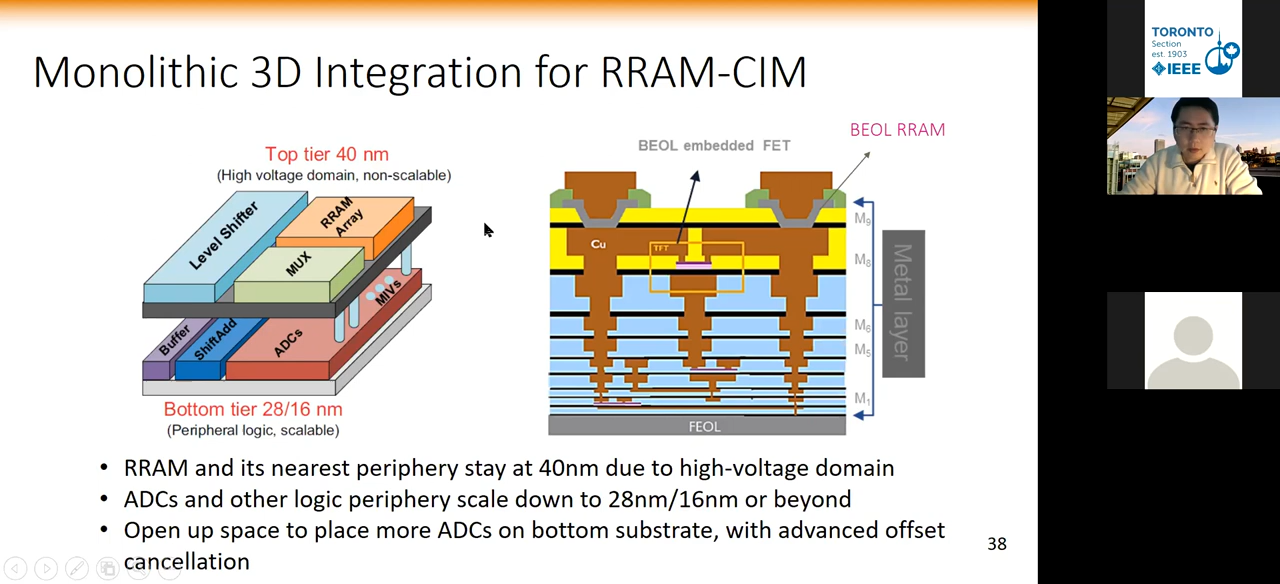 Monolithic 3D Integration for RRAM-CIM
TORONTO
Section
est. 1903
IEEE
Top tier 40 nm
(High voltage domain, non-scalable)
Level Shifter
RRAM
Array
MUX
MIVs
Buffer
ShiftAdd
ADCs
Bottom tier 28/16 nm
(Peripheral logic, scalable)
BEOL RRAM
BEOL embedded FET
Cu
TFT
M9
M8
M6
M5
M1
Metal layer
FEOL
• RRAM and its nearest periphery stay at 40nm due to high-voltage domain
• ADCs and other logic periphery scale down to 28nm/16nm or beyond
• Open up space to place more ADCs on bottom substrate, with advanced offset
cancellation
38